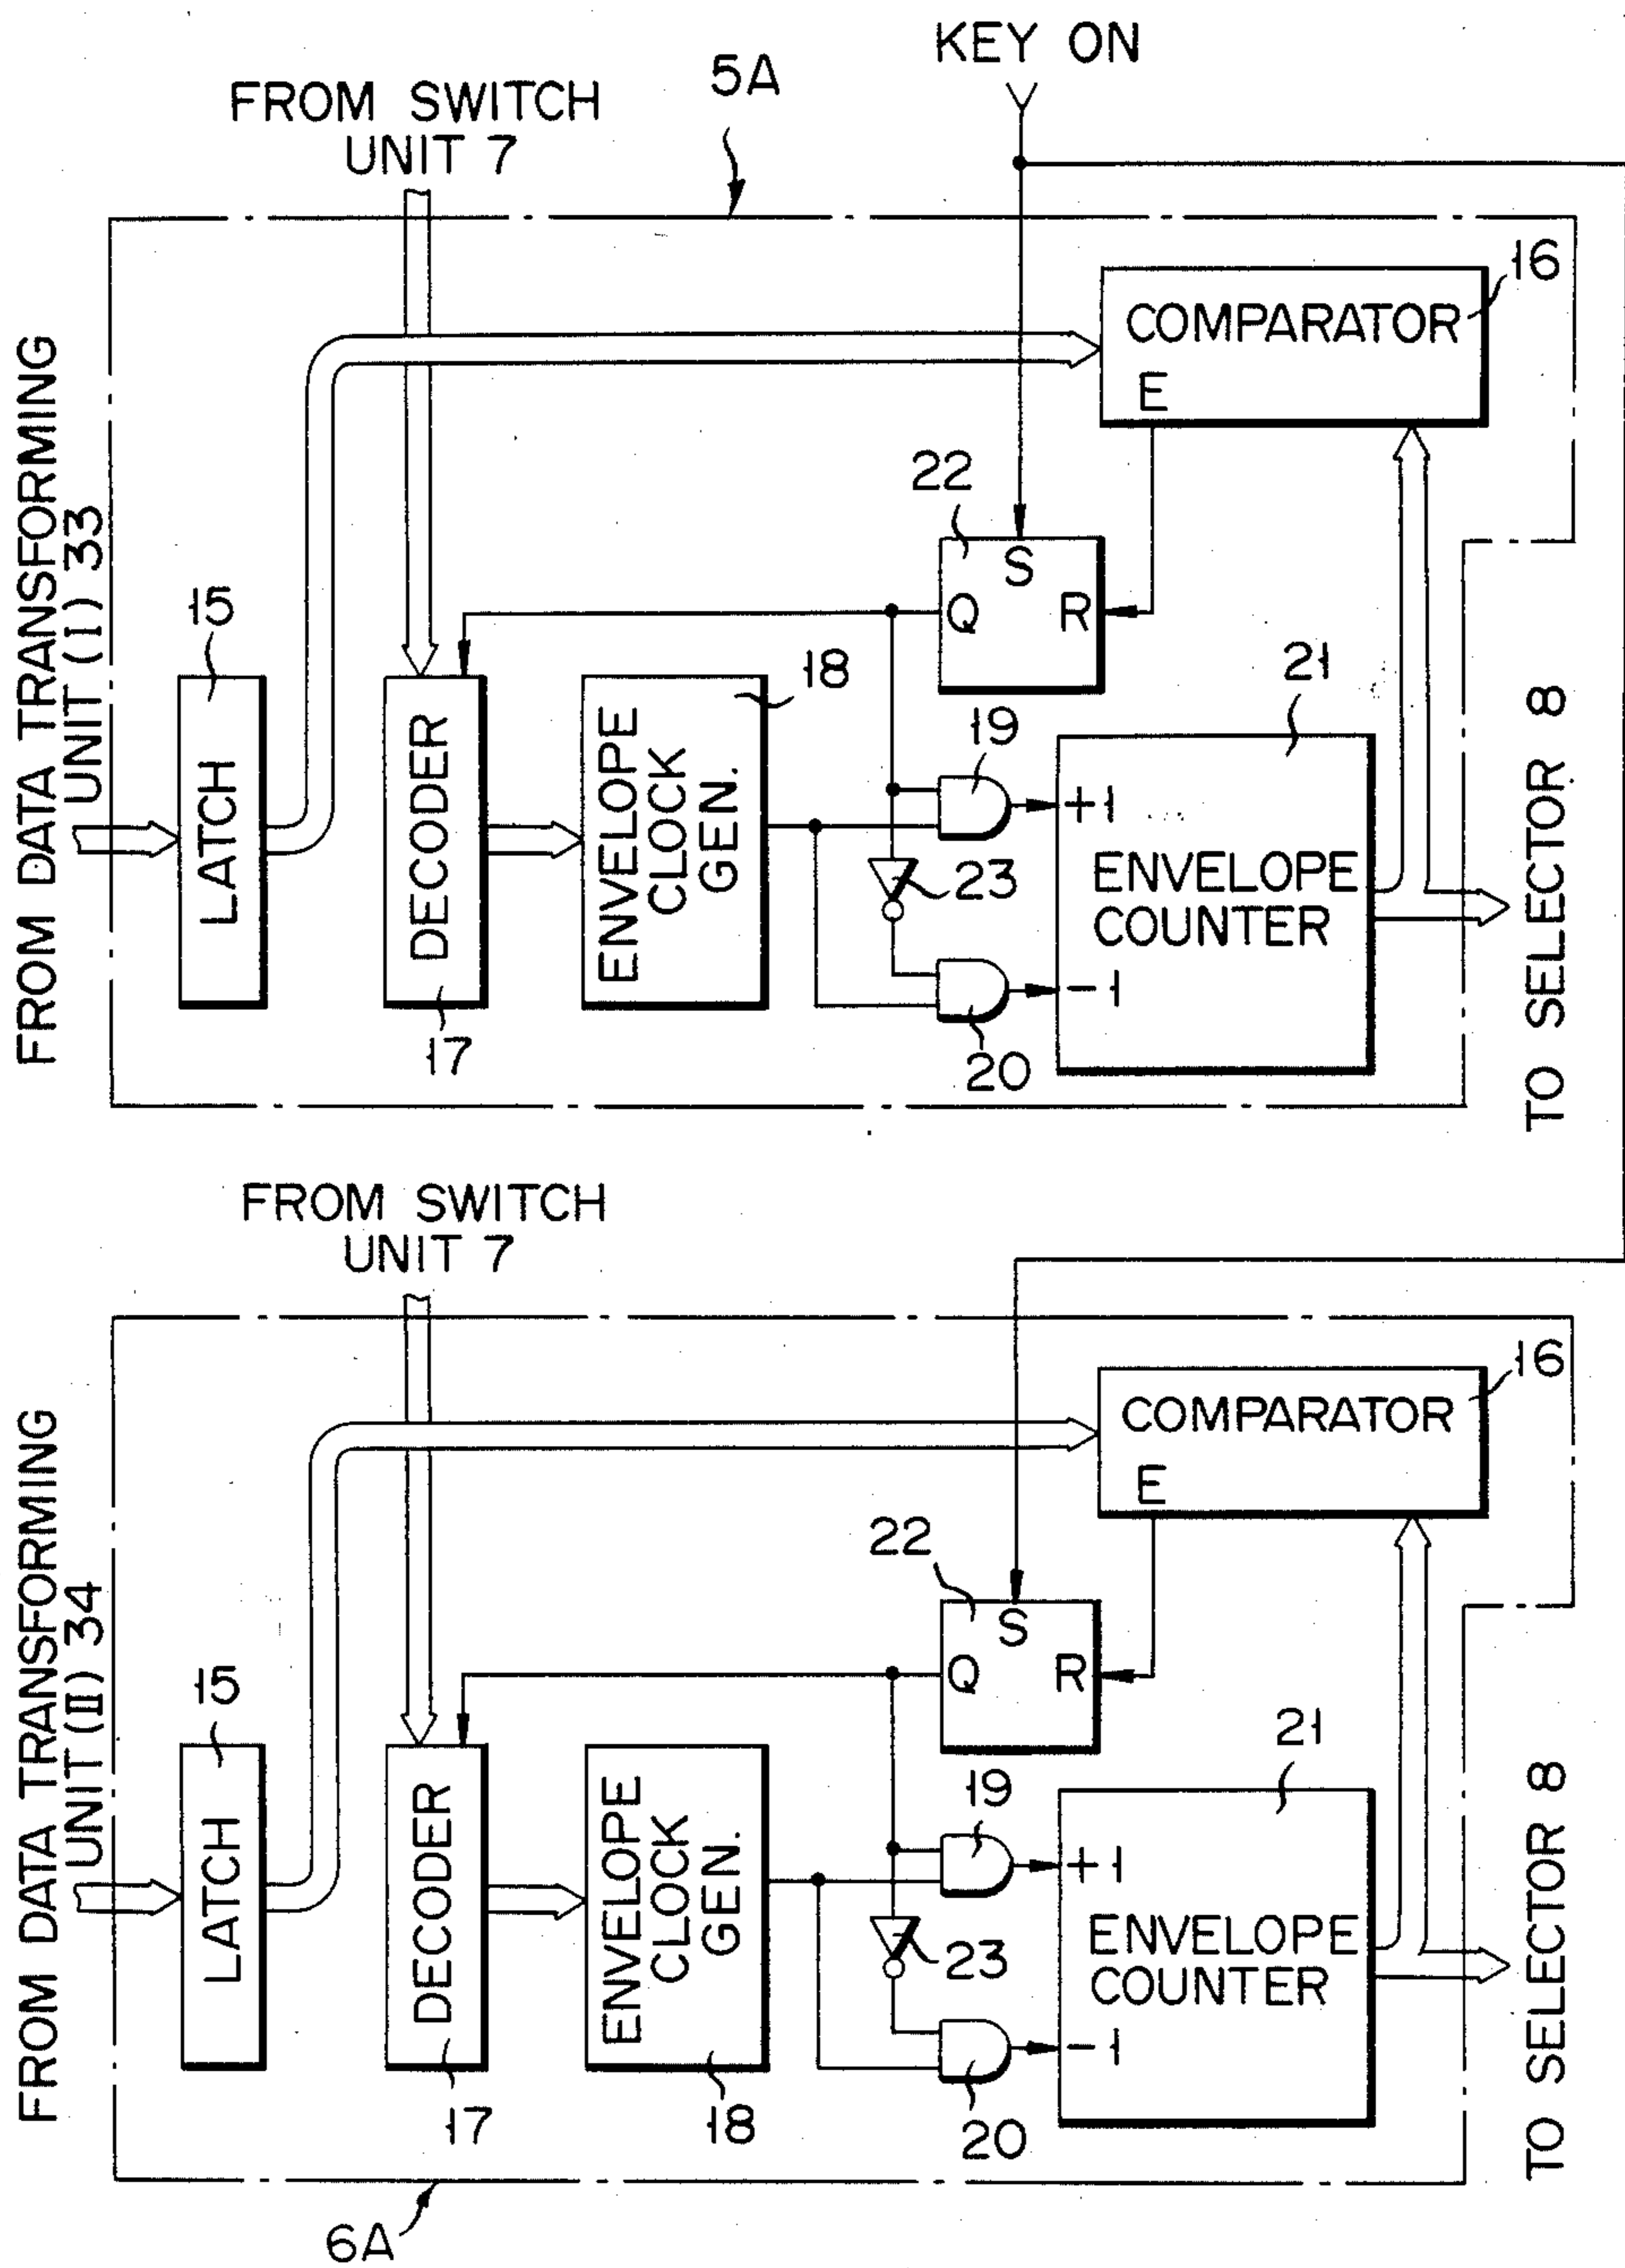 KEY ON
5A
FROM SWITCH
UNIT 7
16
COMPARATOR
E
FROM DATA TRANSFORMING
UNIT (I) 33
22
S
Q
R
15
LATCH
DECODER
17
18
ENVELOPE
CLOCK
GEN.
19
+1
23
20
-1
21
ENVELOPE
COUNTER
TO SELECTOR 8
FROM SWITCH
UNIT 7
16
COMPARATOR
E
FROM DATA TRANSFORMING
UNIT (II) 34
22
S
Q
R
15
LATCH
DECODER
17
ENVELOPE
CLOCK
GEN.
18
19
+1
23
20
-1
21
ENVELOPE
COUNTER
TO SELECTOR 8
6A